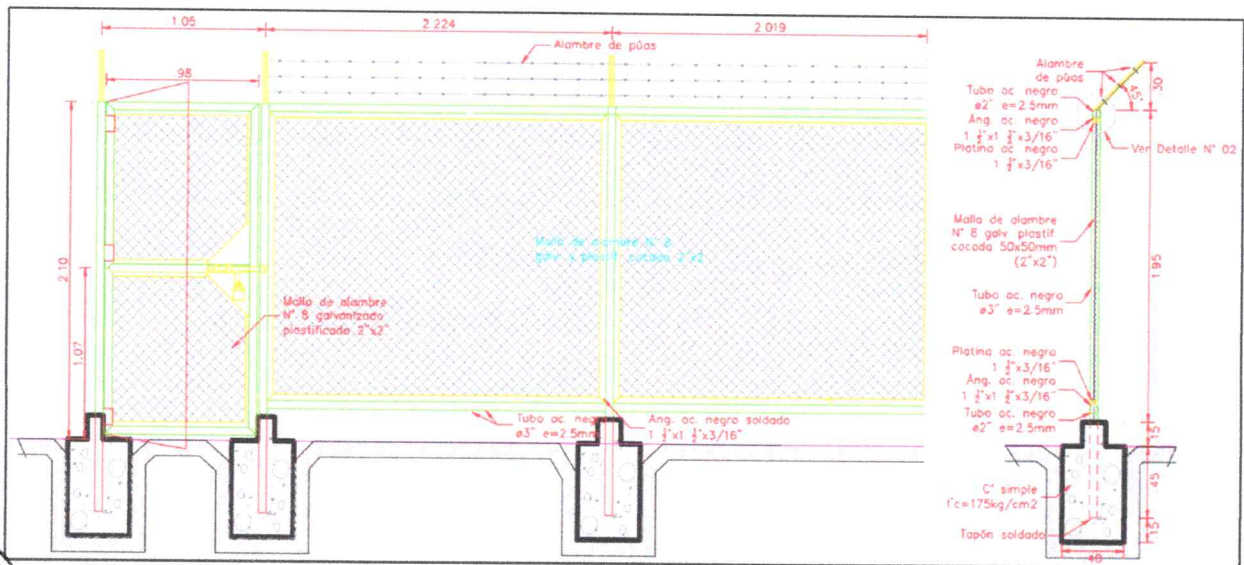 1.05
2.224
2.019
.98
Alambre de púas
2.10
1.07
Malla de alambre
N° 8 galvanizado
plastificado 2"x2"
Malla de alambre N° 8
galv. y plastif. cocada 2"x2
Tubo ac. negro
ø3" e=2.5mm
Ang. ac. negro soldado
1 ½"x1 ½"x3/16"
Alambre
de púas
45°
30
Tubo ac. negro
ø2" e=2.5mm
Ang. ac. negro
1 ½"x1 ½"x3/16"
Platina ac. negro
1 ½"x3/16"
Ver Detalle N° 02
Malla de alambre
N° 8 galv. plastif.
cocada 50x50mm
(2"x2")
1.95
Tubo ac. negro
ø3" e=2.5mm
Platina ac. negro
1 ½"x3/16"
Ang. ac. negro
1 ½"x1 ½"x3/16"
Tubo ac. negro
ø2" e=2.5mm
15
45
15
C° simple
f'c=175kg/cm2
Tapón soldado
40